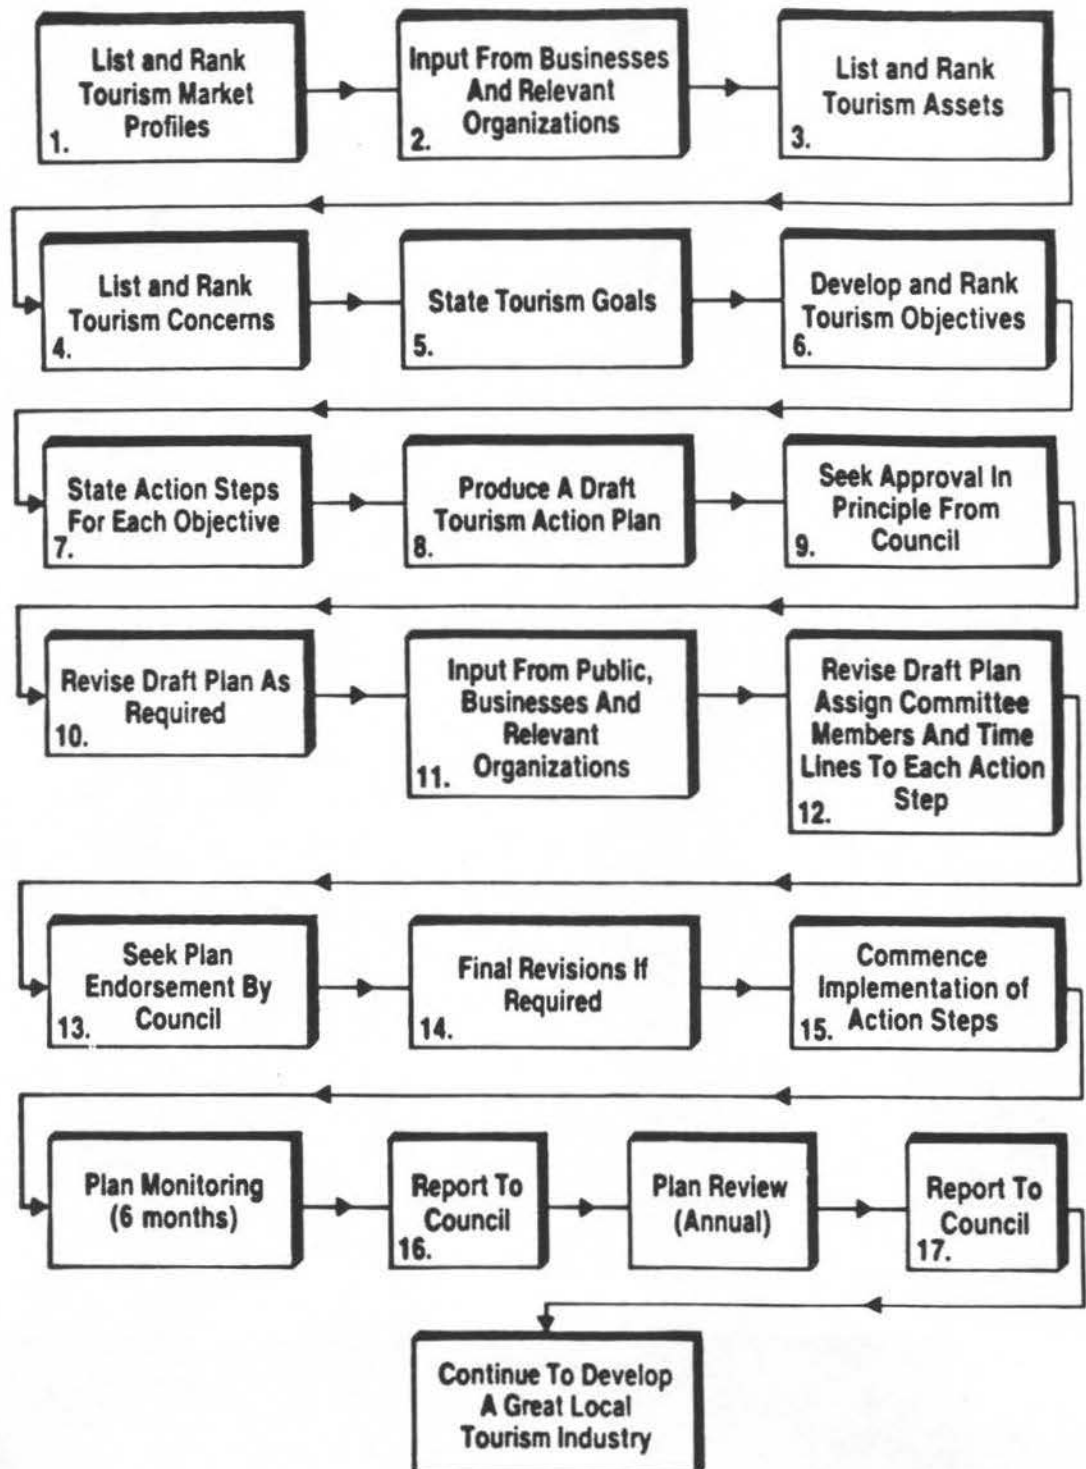 List and Rank
Tourism Market
Profiles
1.
Input From Businesses
And Relevant
Organizations
2.
List and Rank
Tourism Assets
3.
List and Rank
Tourism Concerns
4.
State Tourism Goals
5.
Develop and Rank
Tourism Objectives
6.
State Action Steps
For Each Objective
7.
Produce A Draft
Tourism Action Plan
8.
Seek Approval In
Principle From
Council
9.
Revise Draft Plan As
Required
10.
Input From Public,
Businesses And
Relevant
Organizations
11.
Revise Draft Plan
Assign Committee
Members And Time
Lines To Each Action
Step
12.
Seek Plan
Endorsement By
Council
13.
Final Revisions If
Required
14.
Commence
Implementation of
Action Steps
15.
Plan Monitoring
(6 months)
Report To
Council
16.
Plan Review
(Annual)
Report To
Council
17.
Continue To Develop
A Great Local
Tourism Industry